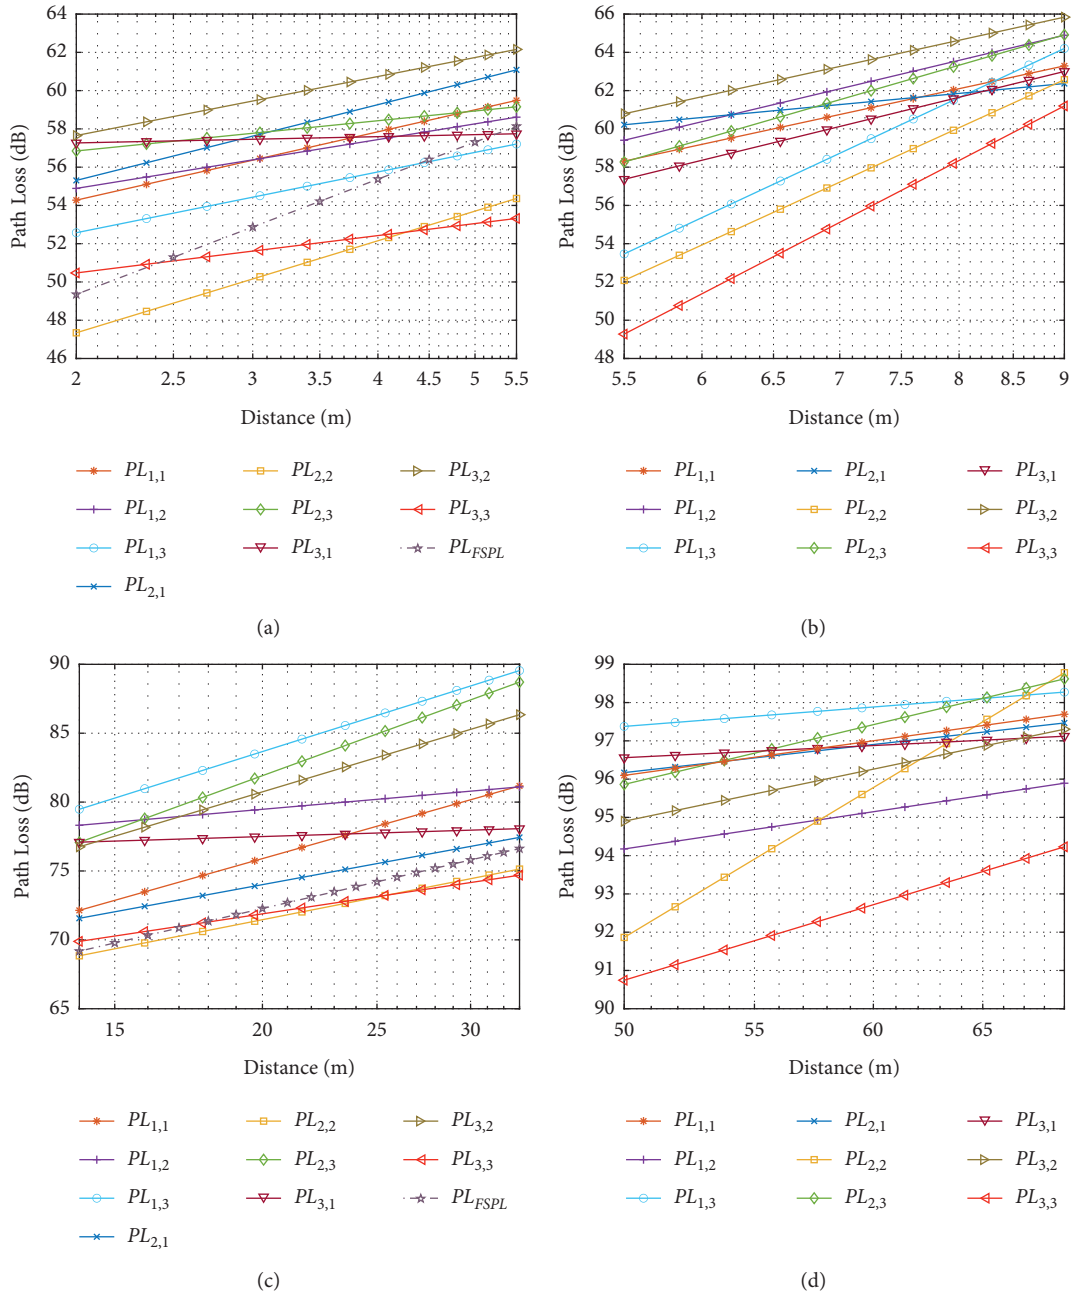 64
62
60
58
56
54
52
50
48
46
Path Loss (dB)
2 2.5 3 3.5 4 4.5 5 5.5
Distance (m)
PL1,1 PL2,2 PL3,2
PL1,2 PL2,3 PL3,3
PL1,3 PL3,1 PLFSPL
PL2,1
(a)
66
64
62
60
58
56
54
52
50
48
Path Loss (dB)
5.5 6 6.5 7 7.5 8 8.5 9
Distance (m)
PL1,1 PL2,1 PL3,1
PL1,2 PL2,2 PL3,2
PL1,3 PL2,3 PL3,3
(b)
90
85
80
75
70
65
Path Loss (dB)
15 20 25 30
Distance (m)
PL1,1 PL2,2 PL3,2
PL1,2 PL2,3 PL3,3
PL1,3 PL3,1 PLFSPL
PL2,1
(c)
99
98
97
96
95
94
93
92
91
90
Path Loss (dB)
50 55 60 65
Distance (m)
PL1,1 PL2,1 PL3,1
PL1,2 PL2,2 PL3,2
PL1,3 PL2,3 PL3,3
(d)